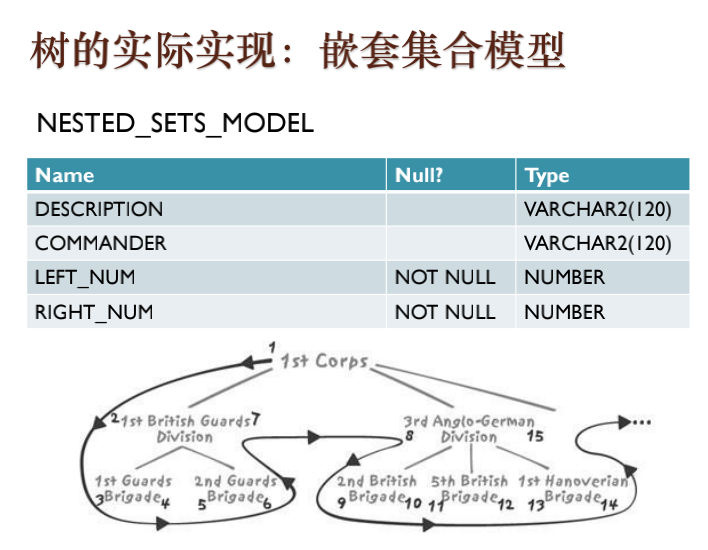 树的实际实现：嵌套集合模型
NESTED_SETS_MODEL
Name Null? Type
DESCRIPTION VARCHAR2(120)
COMMANDER VARCHAR2(120)
LEFT_NUM NOT NULL NUMBER
RIGHT_NUM NOT NULL NUMBER
1 1st Corps
2 1st British Guards 7 3rd Anglo-German
Division 8 Division 15
...
1st Guards 2nd Guards 2nd British 5th British 1st Hanoverian
3 Brigade 4 5 Brigade 6 9 Brigade 10 11 Brigade 12 13 Brigade 14